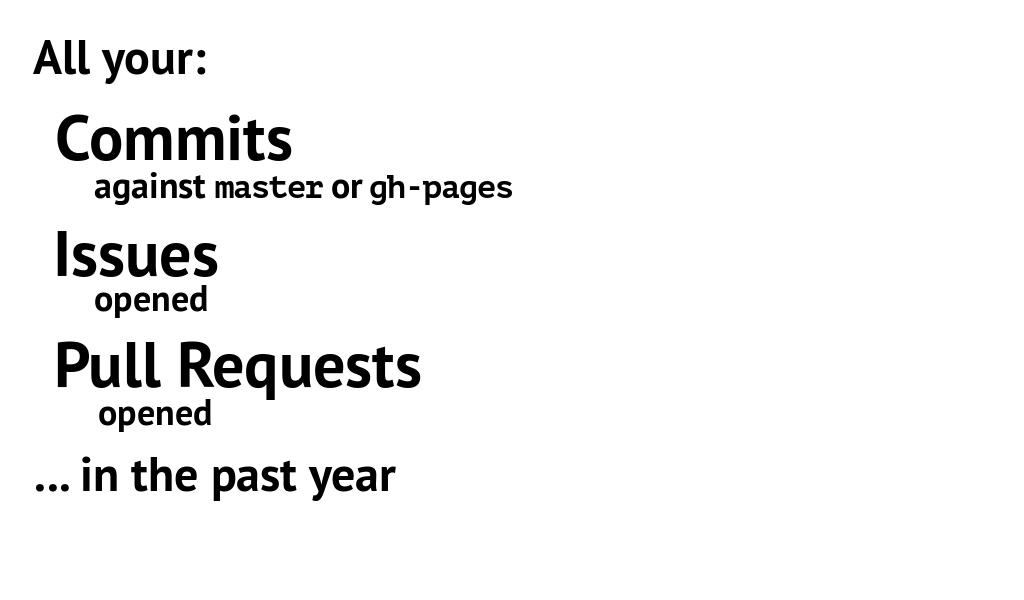 All your:
Commits
against master or gh-pages
Issues
opened
Pull Requests
opened
... in the past year